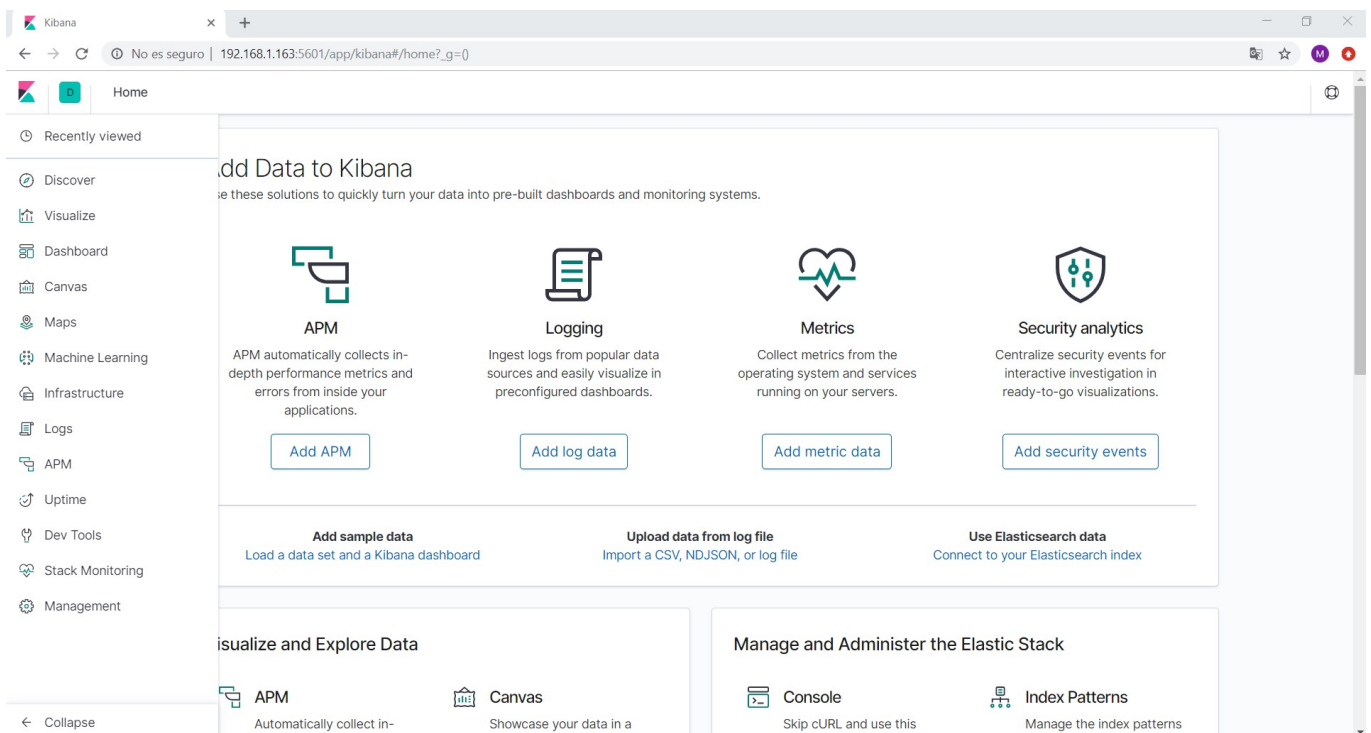 Kibana
No es seguro | 192.168.1.163:5601/app/kibana#/home?_g=()
M
D
Home
Recently viewed
Discover
Visualize
Dashboard
Canvas
Maps
Machine Learning
Infrastructure
Logs
APM
Uptime
Dev Tools
Stack Monitoring
Management
Collapse
dd Data to Kibana
se these solutions to quickly turn your data into pre-built dashboards and monitoring systems.
APM
APM automatically collects in-
depth performance metrics and
errors from inside your
applications.
Add APM
Logging
Ingest logs from popular data
sources and easily visualize in
preconfigured dashboards.
Add log data
Metrics
Collect metrics from the
operating system and services
running on your servers.
Add metric data
Security analytics
Centralize security events for
interactive investigation in
ready-to-go visualizations.
Add security events
Add sample data
Load a data set and a Kibana dashboard
Upload data from log file
Import a CSV, NDJSON, or log file
Use Elasticsearch data
Connect to your Elasticsearch index
isualize and Explore Data
APM
Automatically collect in-
Canvas
Showcase your data in a
Manage and Administer the Elastic Stack
Console
Skip cURL and use this
Index Patterns
Manage the index patterns